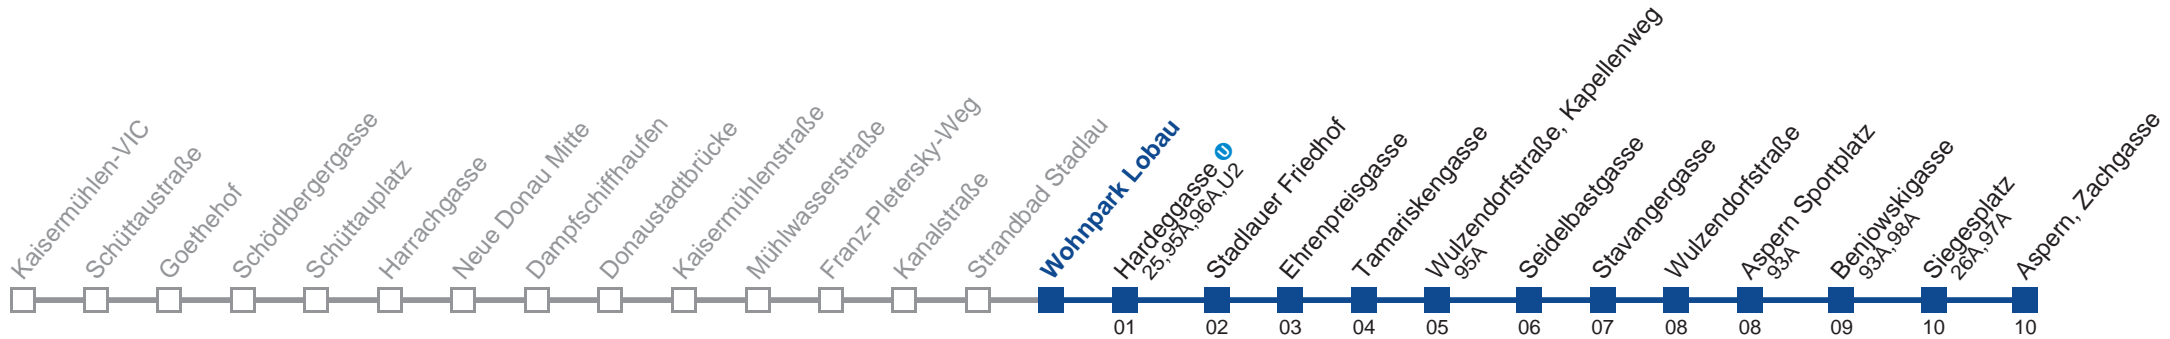 Kaisermühlen-VIC
Schüttaustraße
Goethehof
Schödlbergergasse
Schüttauplatz
Harrachgasse
Neue Donau Mitte
Dampfschiffhaufen
Donaustadtbrücke
Kaisermühlenstraße
Mühlwasserstraße
Franz-Pletersky-Weg
Kanalstraße
Strandbad Stadlau
Wohnpark Lobau
Hardeggasse U
25, 95A,96A,U2
Stadlauer Friedhof
Ehrenpreisgasse
Tamariskengasse
Wulzendorfstraße, Kapellenweg
95A
Seidelbastgasse
Stavangergasse
Wulzendorfstraße
Aspern Sportplatz
93A
Benjowskigasse
93A,98A
Siegesplatz
26A,97A
Aspern, Zachgasse
01 02 03 04 05 06 07 08 08 09 10 10